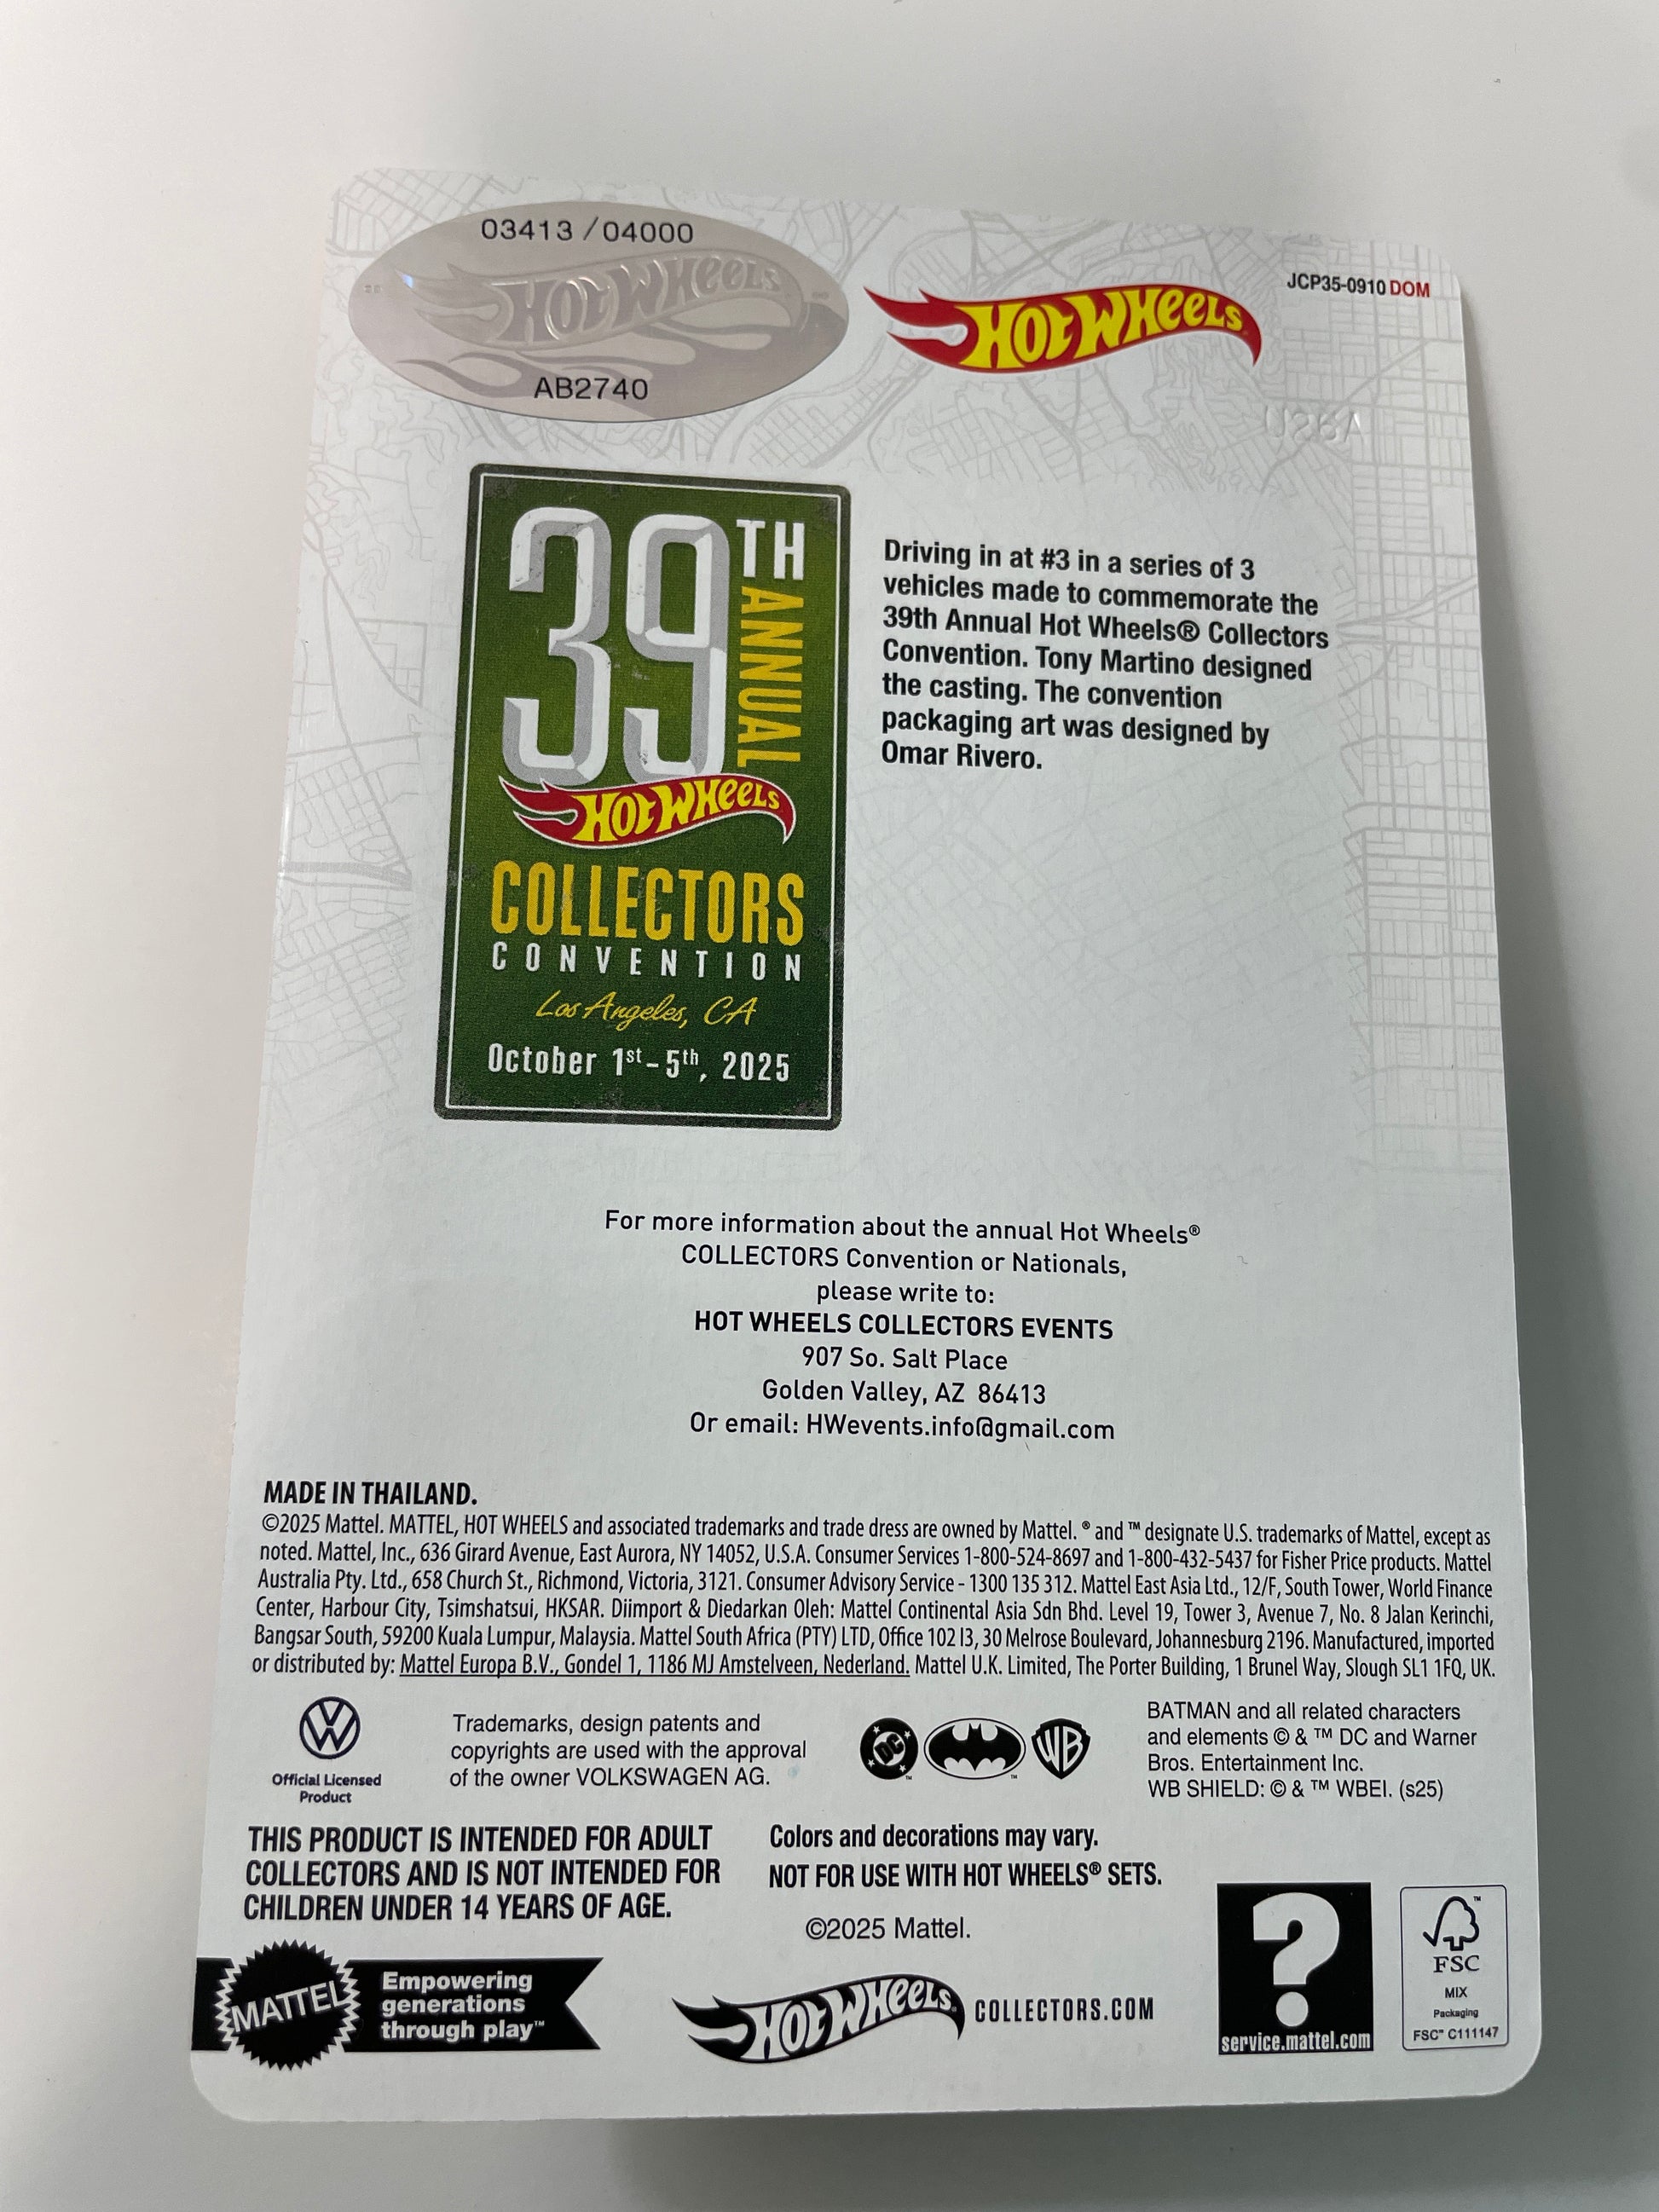 03413 / 04000
HOT WHEELS
AB2740
HOT WHEELS
JCP35-0910 DOM
39TH
ANNUAL
HOT WHEELS
COLLECTORS
CONVENTION
Los Angeles, CA
October 1st-5th, 2025
Driving in at #3 in a series of 3
vehicles made to commemorate the
39th Annual Hot Wheels® Collectors
Convention. Tony Martino designed
the casting. The convention
packaging art was designed by
Omar Rivero.
For more information about the annual Hot Wheels®
COLLECTORS Convention or Nationals,
please write to:
HOT WHEELS COLLECTORS EVENTS
907 So. Salt Place
Golden Valley, AZ 86413
Or email: HWevents.info@gmail.com
MADE IN THAILAND.
©2025 Mattel. MATTEL, HOT WHEELS and associated trademarks and trade dress are owned by Mattel. ® and ™ designate U.S. trademarks of Mattel, except as
noted. Mattel, Inc., 636 Girard Avenue, East Aurora, NY 14052, U.S.A. Consumer Services 1-800-524-8697 and 1-800-432-5437 for Fisher Price products. Mattel
Australia Pty. Ltd., 658 Church St., Richmond, Victoria, 3121. Consumer Advisory Service - 1300 135 312. Mattel East Asia Ltd., 12/F, South Tower, World Finance
Center, Harbour City, Tsimshatsui, HKSAR. Diimport & Diedarkan Oleh: Mattel Continental Asia Sdn Bhd. Level 19, Tower 3, Avenue 7, No. 8 Jalan Kerinchi,
Bangsar South, 59200 Kuala Lumpur, Malaysia. Mattel South Africa (PTY) LTD, Office 102 I3, 30 Melrose Boulevard, Johannesburg 2196. Manufactured, imported
or distributed by: Mattel Europa B.V., Gondel 1, 1186 MJ Amstelveen, Nederland. Mattel U.K. Limited, The Porter Building, 1 Brunel Way, Slough SL1 1FQ, UK.
Official Licensed
Product
Trademarks, design patents and
copyrights are used with the approval
of the owner VOLKSWAGEN AG.
DC
WB
BATMAN and all related characters
and elements © & ™ DC and Warner
Bros. Entertainment Inc.
WB SHIELD: © & ™ WBEI. (s25)
THIS PRODUCT IS INTENDED FOR ADULT
COLLECTORS AND IS NOT INTENDED FOR
CHILDREN UNDER 14 YEARS OF AGE.
Colors and decorations may vary.
NOT FOR USE WITH HOT WHEELS® SETS.
©2025 Mattel.
MATTEL
Empowering
generations
through play™
HOT WHEELS COLLECTORS.COM
?
service.mattel.com
FSC
MIX
Packaging
FSC™ C111147